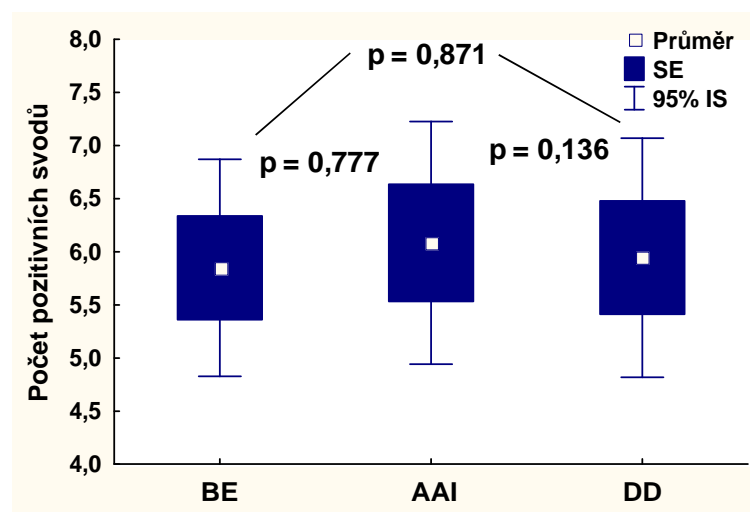 Průměr
SE
95% IS
p = 0,871
p = 0,777
p = 0,136
Počet pozitivních svodů
8,0
7,5
7,0
6,5
6,0
5,5
5,0
4,5
4,0
BE
AAI
DD